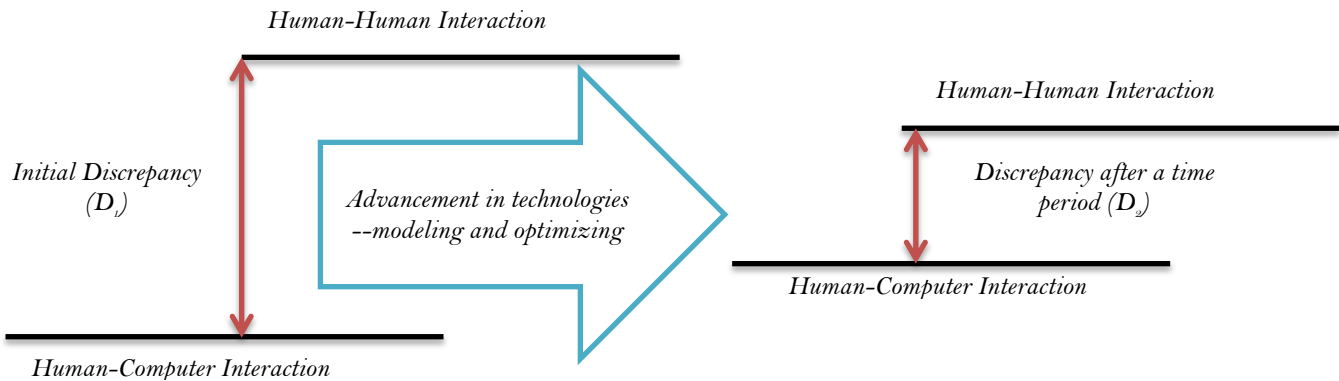 Human-Human Interaction
Initial Discrepancy
(D₁)
Advancement in technologies
--modeling and optimizing
Human-Computer Interaction
Human-Human Interaction
Discrepancy after a time
period (D₂)
Human-Computer Interaction